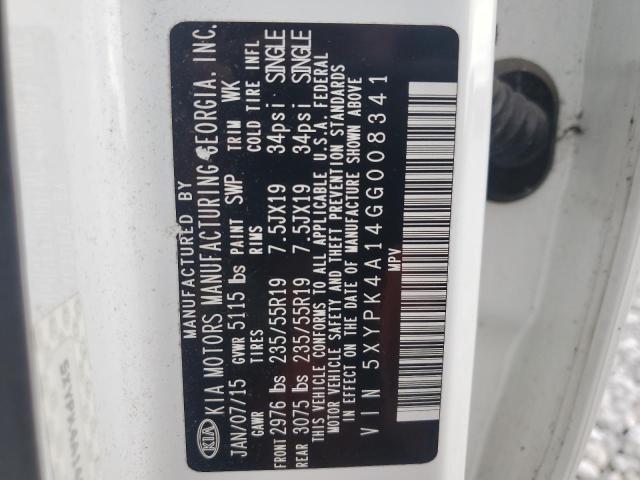 MANUFACTURED BY
KIA KIA MOTORS MANUFACTURING GEORGIA, INC.
JAN/07/15 GVWR 5115 lbs PAINT SWP TRIM WK
GAWR TIRES RIMS COLD TIRE INFL
FRONT 2976 lbs 235/55R19 7.5JX19 34psi SINGLE
REAR 3075 lbs 235/55R19 7.5JX19 34psi SINGLE
THIS VEHICLE CONFORMS TO ALL APPLICABLE U.S.A. FEDERAL
MOTOR VEHICLE SAFETY AND THEFT PREVENTION STANDARDS
IN EFFECT ON THE DATE OF MANUFACTURE SHOWN ABOVE
VIN 5XYPK4A14GG008341
MPV